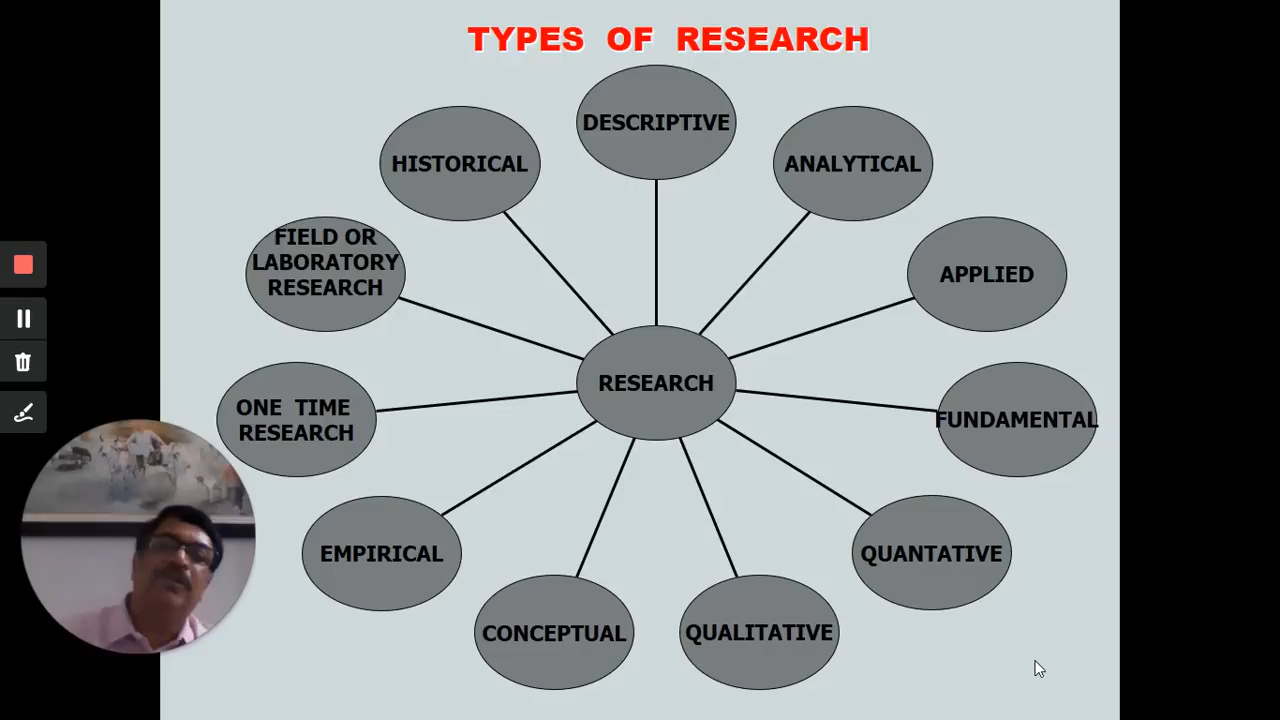 TYPES OF RESEARCH
DESCRIPTIVE
HISTORICAL
ANALYTICAL
FIELD OR
LABORATORY
RESEARCH
APPLIED
RESEARCH
ONE TIME
RESEARCH
FUNDAMENTAL
EMPIRICAL
QUANTATIVE
CONCEPTUAL
QUALITATIVE